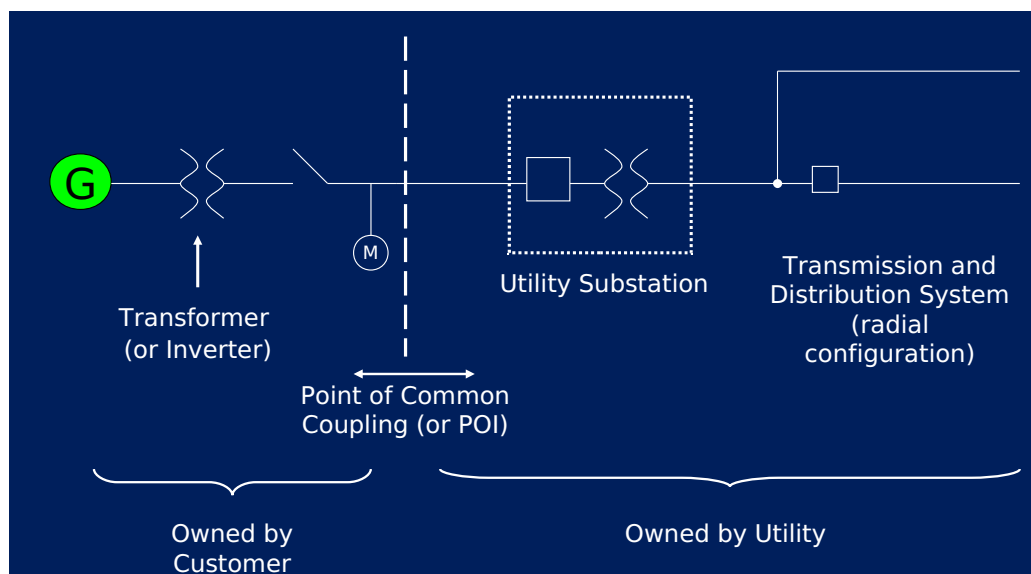 G
M
Transformer
(or Inverter)
Point of Common
Coupling (or POI)
Utility Substation
Transmission and
Distribution System
(radial
configuration)
Owned by
Customer
Owned by Utility